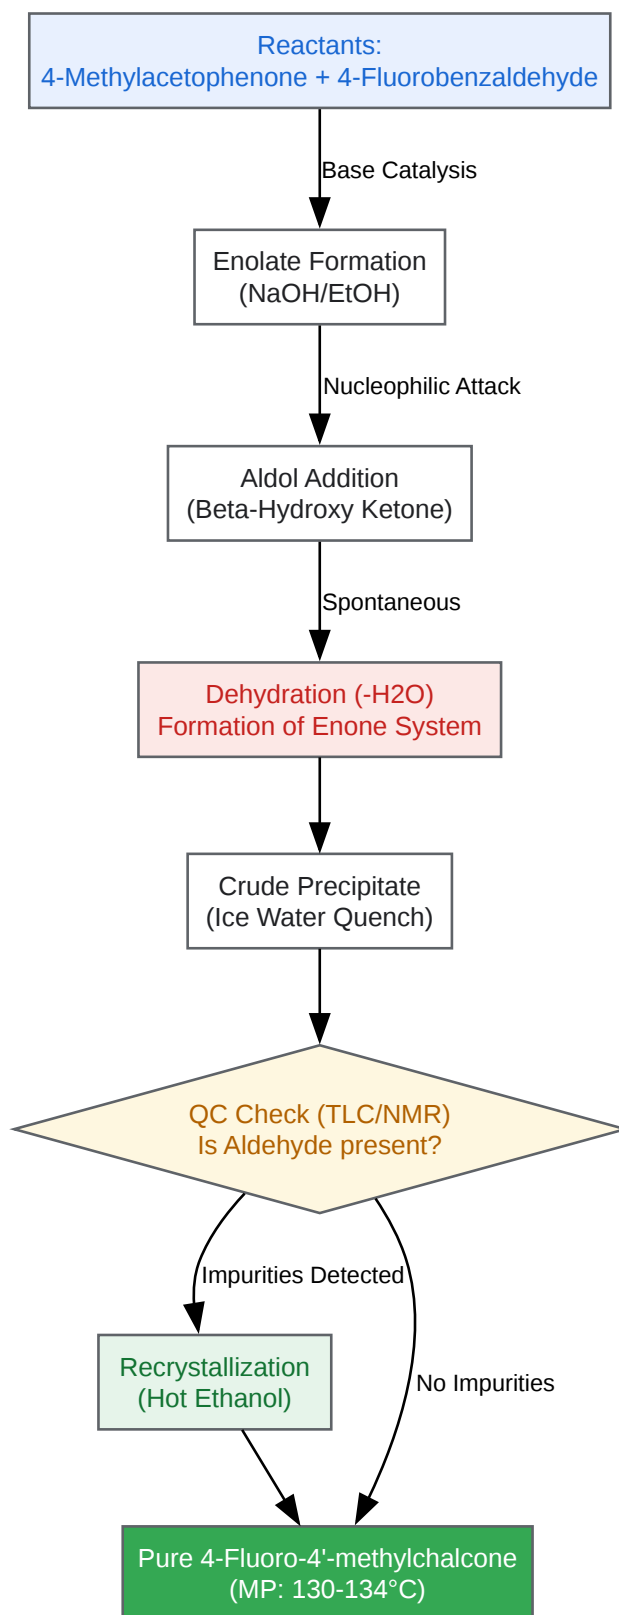 Reactants:
4-Methylacetophenone + 4-Fluorobenzaldehyde
Base Catalysis
Enolate Formation
(NaOH/EtOH)
Nucleophilic Attack
Aldol Addition
(Beta-Hydroxy Ketone)
Spontaneous
Dehydration (-H2O)
Formation of Enone System
Crude Precipitate
(Ice Water Quench)
QC Check (TLC/NMR)
Is Aldehyde present?
Impurities Detected
Recrystallization
(Hot Ethanol)
No Impurities
Pure 4-Fluoro-4'-methylchalcone
(MP: 130-134°C)